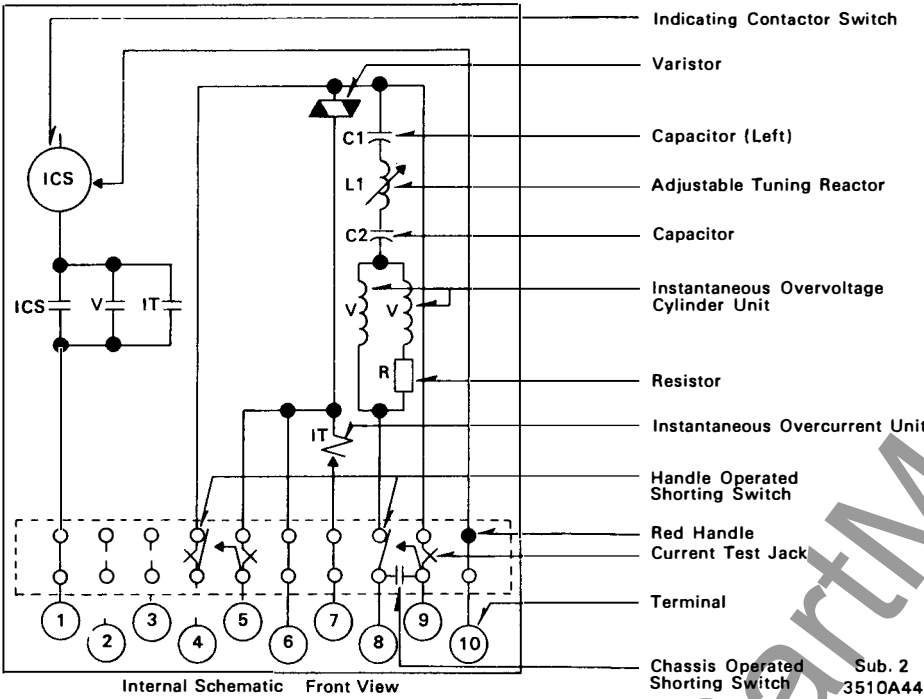 Indicating Contactor Switch
Varistor
C1
Capacitor (Left)
ICS
L1
Adjustable Tuning Reactor
C2
Capacitor
ICS
V
IT
V
V
Instantaneous Overvoltage
Cylinder Unit
R
Resistor
IT
Instantaneous Overcurrent Unit
Handle Operated
Shorting Switch
Red Handle
Current Test Jack
1
2
3
4
5
6
7
8
9
10
Terminal
Chassis Operated
Shorting Switch
Sub. 2
3510A44
Internal Schematic Front View